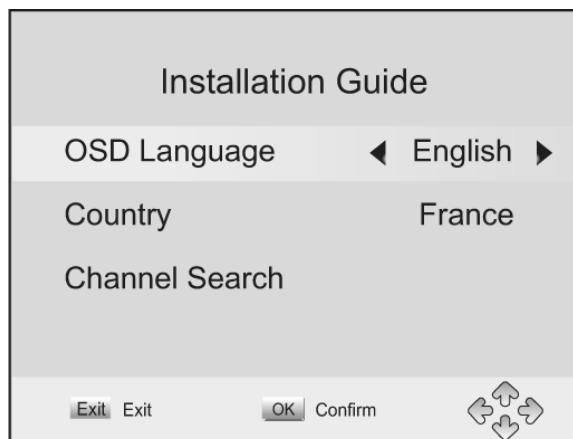 Installation Guide
OSD Language English
Country France
Channel Search
Exit Exit OK Confirm